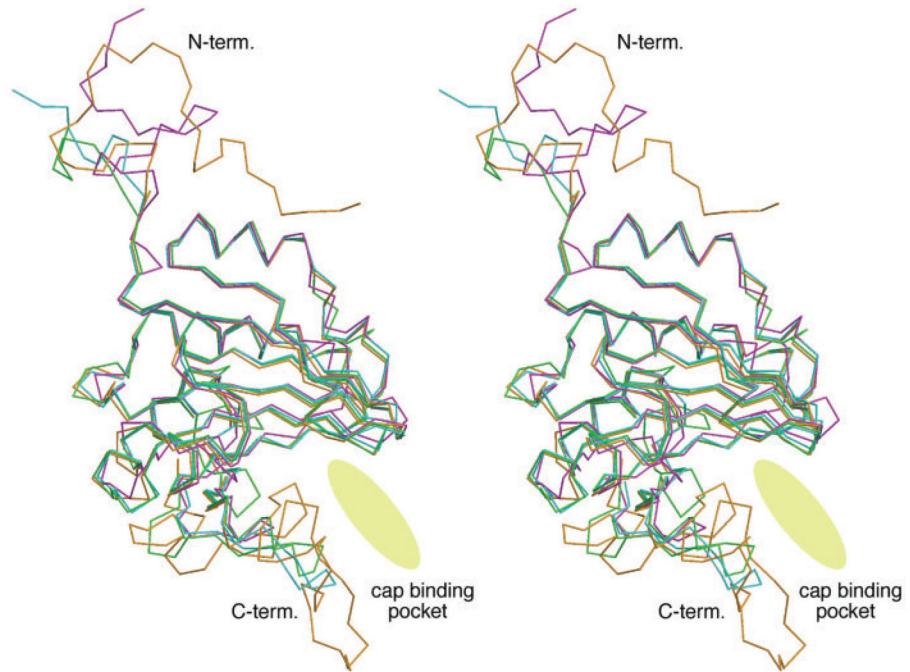 N-term.
N-term.
cap binding
pocket
C-term.
cap binding
pocket
C-term.